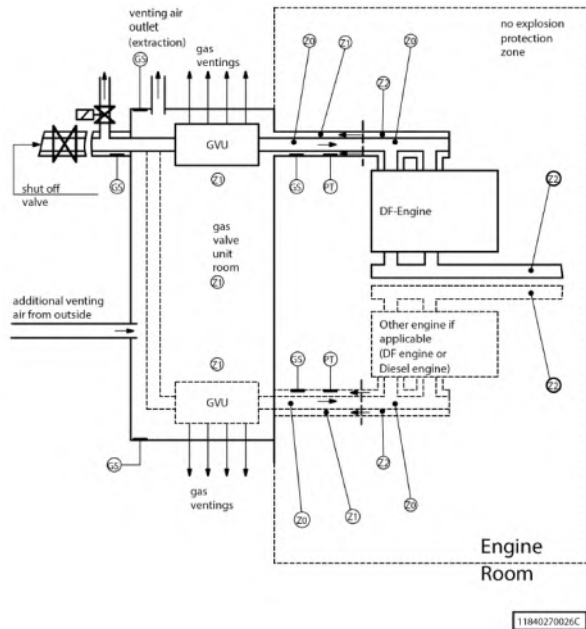 venting air
outlet
(extraction)
gas
ventings
no explosion
protection
zone
GS
Z0
Z1
Z0
Z2
GVU
Z1
GS
GS
PT
shut off
valve
DF-Engine
Z2
gas
valve
unit
room
Z1
additional venting
air from outside
Z2
Other engine if
applicable
(DF engine or
Diesel engine)
Z1
GS
PT
Z2
GVU
GS
Z2
gas
ventings
Z0
Z1
Z0
Engine
Room
11840270026C